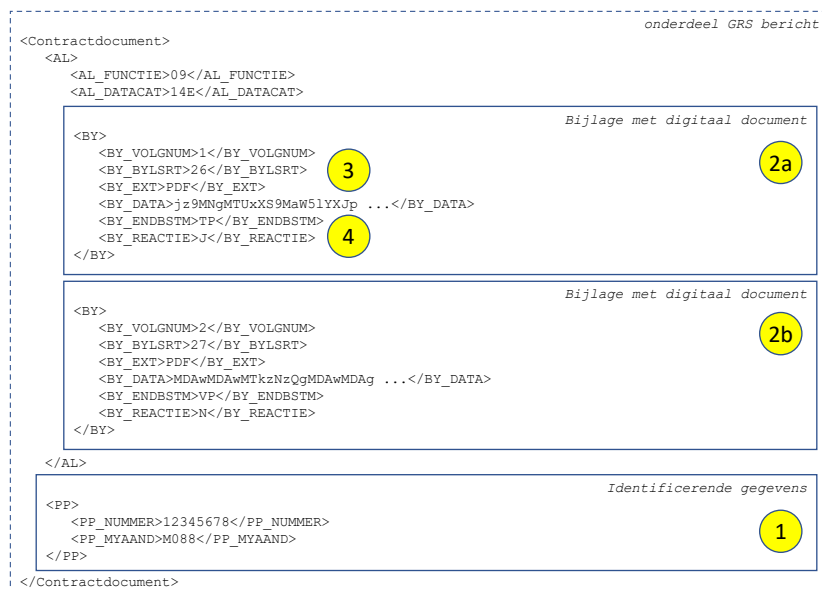 onderdeel GRS bericht
<Contractdocument>
<AL>
<AL_FUNCTIE>09</AL_FUNCTIE>
<AL_DATACAT>14E</AL_DATACAT>
Bijlage met digitaal document
<BY>
<BY_VOLGNUM>1</BY_VOLGNUM>
<BY_BYLSRT>26</BY_BYLSRT>
<BY_EXT>PDF</BY_EXT>
<BY_DATA>jz9MNgMTUxXS9MaW5lYXJp ...</BY_DATA>
<BY_ENDBSTM>TP</BY_ENDBSTM>
<BY_REACTIE>J</BY_REACTIE>
</BY>
2a
3
4
Bijlage met digitaal document
<BY>
<BY_VOLGNUM>2</BY_VOLGNUM>
<BY_BYLSRT>27</BY_BYLSRT>
<BY_EXT>PDF</BY_EXT>
<BY_DATA>MDAwMDAwMTkzNzQgMDAwMDAg ...</BY_DATA>
<BY_ENDBSTM>VP</BY_ENDBSTM>
<BY_REACTIE>N</BY_REACTIE>
</BY>
2b
</AL>
Identificerende gegevens
<PP>
<PP_NUMMER>12345678</PP_NUMMER>
<PP_MYAAND>M088</PP_MYAAND>
</PP>
1
</Contractdocument>